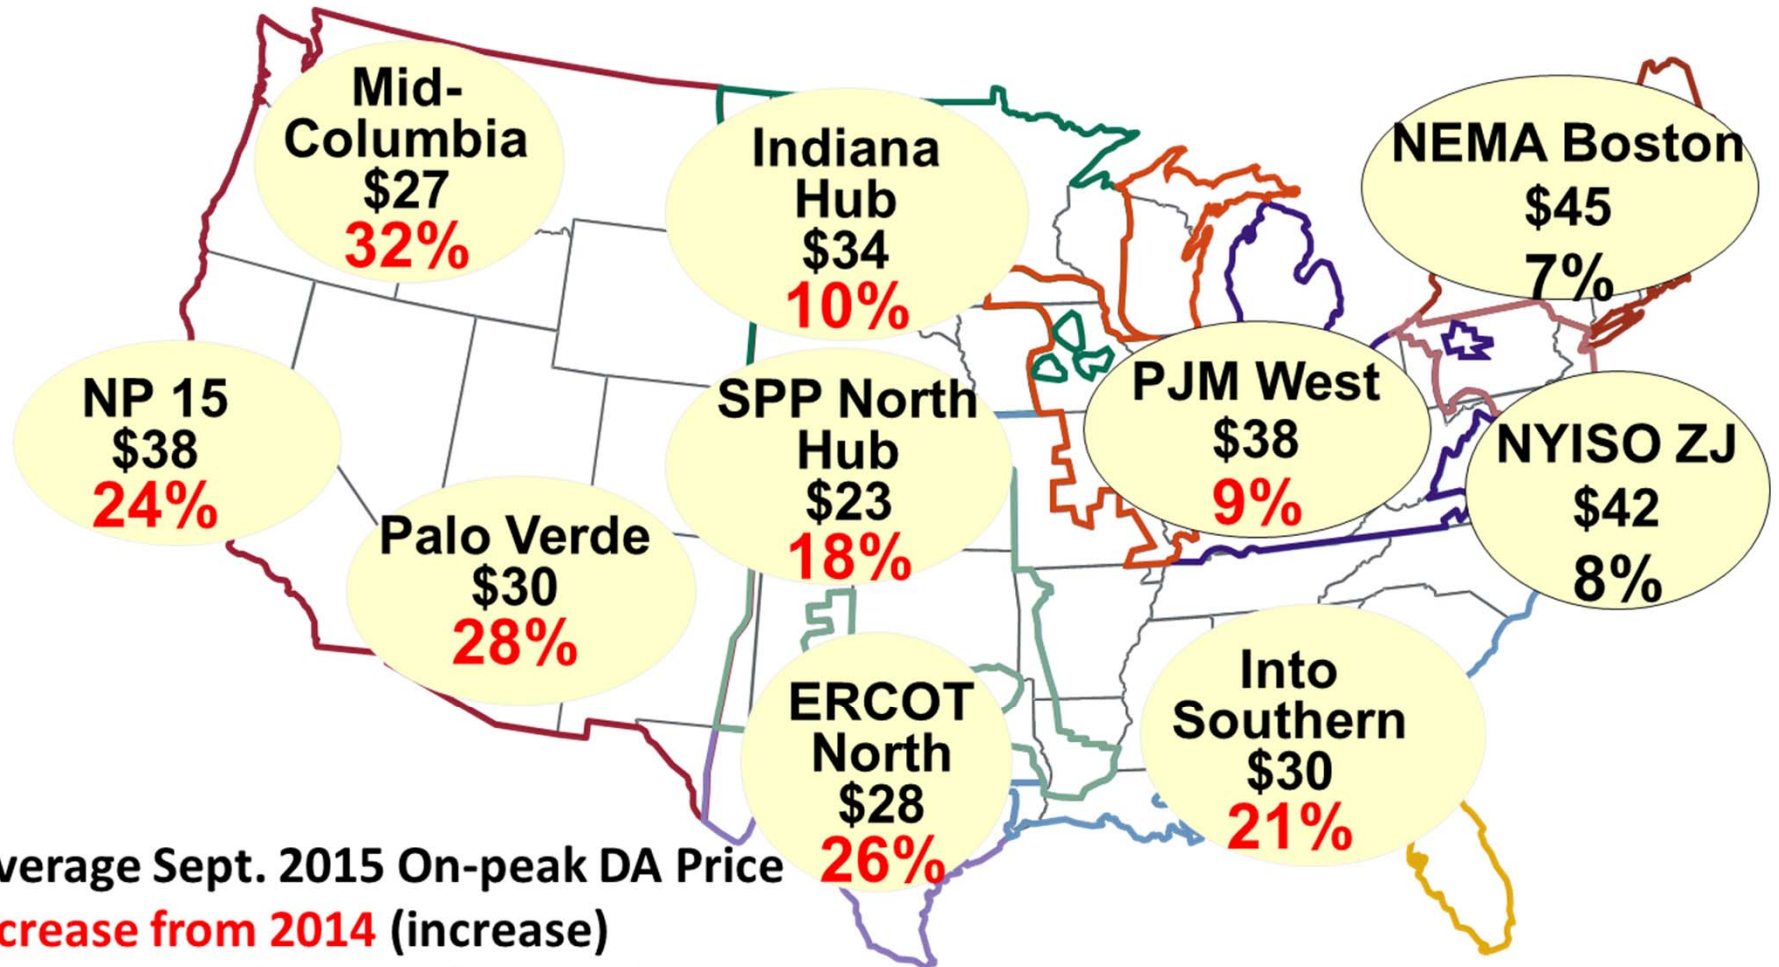 Mid-
Columbia
$27
32%
Indiana
Hub
$34
10%
NEMA Boston
$45
7%
NP 15
$38
24%
SPP North
Hub
$23
18%
PJM West
$38
9%
NYISO ZJ
$42
8%
Palo Verde
$30
28%
ERCOT
North
$28
26%
Into
Southern
$30
21%
verage Sept. 2015 On-peak DA Price
crease from 2014 (increase)